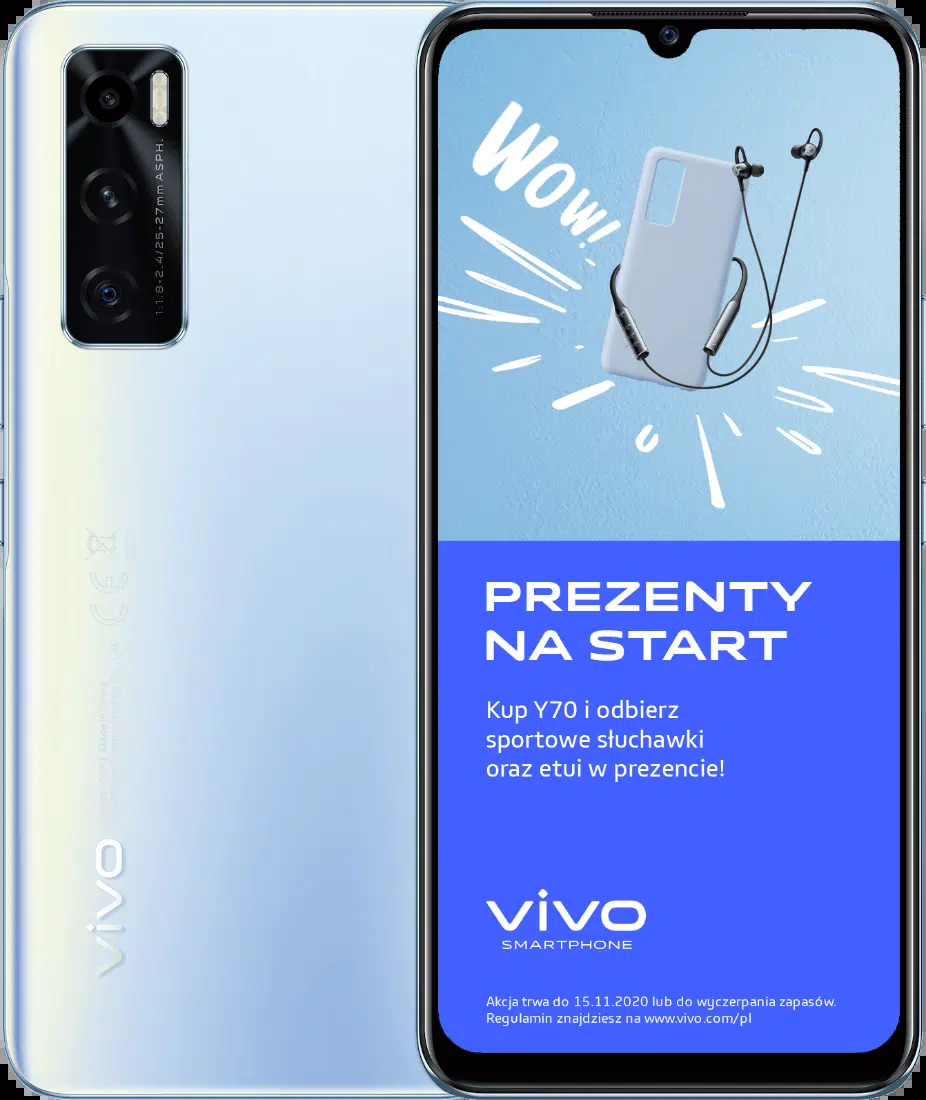 1:1.8-2.4/25-27mm ASPH.
CE
vivo
Wow!
PREZENTY
NA START
Kup Y70 i odbierz
sportowe słuchawki
oraz etui w prezencie!
vivo
SMARTPHONE
Akcja trwa do 15.11.2020 lub do wyczerpania zapasów.
Regulamin znajdziesz na www.vivo.com/pl